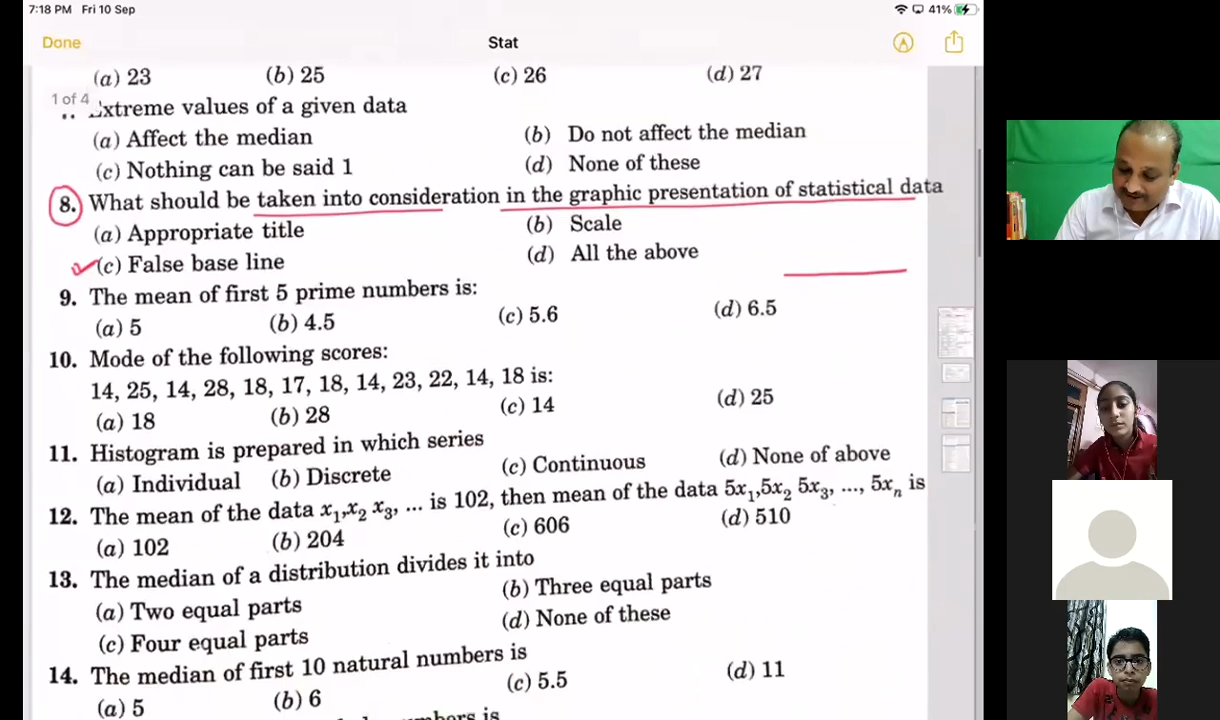 7:18 PM Fri 10 Sep
41%
Done
Stat
(a) 23 (b) 25 (c) 26 (d) 27
1 of 4
Extreme values of a given data
(a) Affect the median (b) Do not affect the median
(c) Nothing can be said 1 (d) None of these
8. What should be taken into consideration in the graphic presentation of statistical data
(a) Appropriate title (b) Scale
(c) False base line (d) All the above
9. The mean of first 5 prime numbers is:
(a) 5 (b) 4.5 (c) 5.6 (d) 6.5
10. Mode of the following scores:
14, 25, 14, 28, 18, 17, 18, 14, 23, 22, 14, 18 is:
(a) 18 (b) 28 (c) 14 (d) 25
11. Histogram is prepared in which series
(a) Individual (b) Discrete (c) Continuous (d) None of above
12. The mean of the data x₁,x₂ x₃, ... is 102, then mean of the data 5x₁,5x₂ 5x₃, ..., 5xₙ is
(a) 102 (b) 204 (c) 606 (d) 510
13. The median of a distribution divides it into
(a) Two equal parts (b) Three equal parts
(c) Four equal parts (d) None of these
14. The median of first 10 natural numbers is
(a) 5 (b) 6 (c) 5.5 (d) 11
numbers is